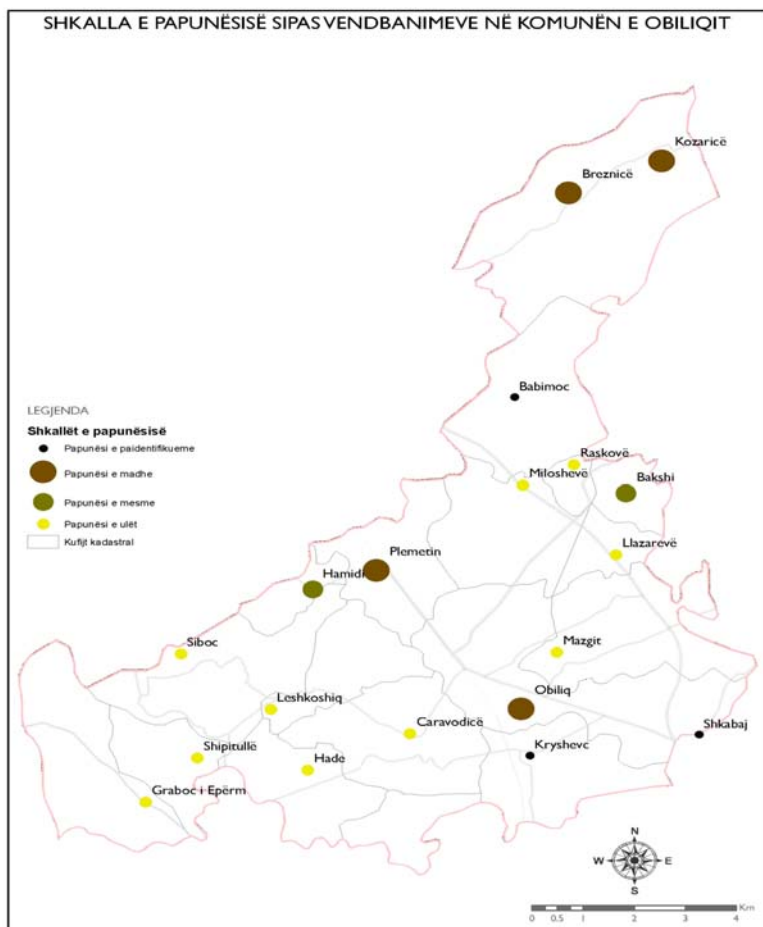 SHKALLA E PAPUNËSISË SIPAS VENDBANIMEVE NË KOMUNËN E OBILIQIT
Kozaricë
Breznicë
Babimoc
LEGJENDA
Shkallët e papunësisë
Papunësi e paidentifikueme
Papunësi e madhe
Papunësi e mesme
Papunësi e ulët
Kufijt kadastral
Raskovë
Miloshevë
Bakshi
Llazarevë
Plemetin
Hamidi
Siboc
Mazgit
Leshkoshiq
Obiliq
Caravodicë
Shkabaj
Shipitullë
Hade
Kryshevc
Graboc i Epërm
N
W E
S
Km
0 0.5 1 2 3 4